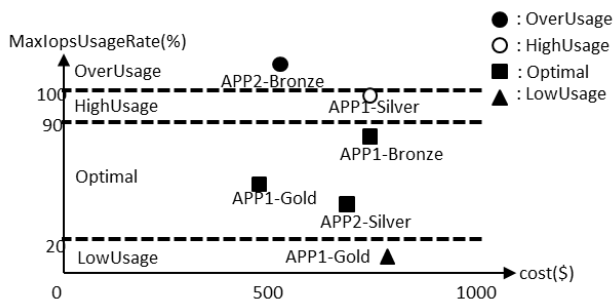 ● : OverUsage
○ : HighUsage
■ : Optimal
▲ : LowUsage
MaxIopsUsageRate(%)
OverUsage
APP2-Bronze
100
HighUsage
APP1-Silver
90
APP1-Bronze
Optimal
APP1-Gold
APP2-Silver
20
LowUsage
APP1-Gold
cost($)
0
500
1000